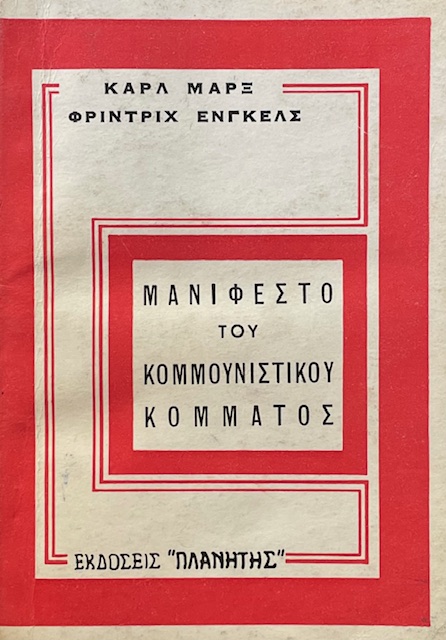 ΚΑΡΛ ΜΑΡΞ
ΦΡΙΝΤΡΙΧ ΕΝΓΚΕΛΣ
ΜΑΝΙΦΕΣΤΟ
ΤΟΥ
ΚΟΜΜΟΥΝΙΣΤΙΚΟΥ
ΚΟΜΜΑΤΟΣ
ΕΚΔΟΣΕΙΣ "ΠΛΑΝΗΤΗΣ"